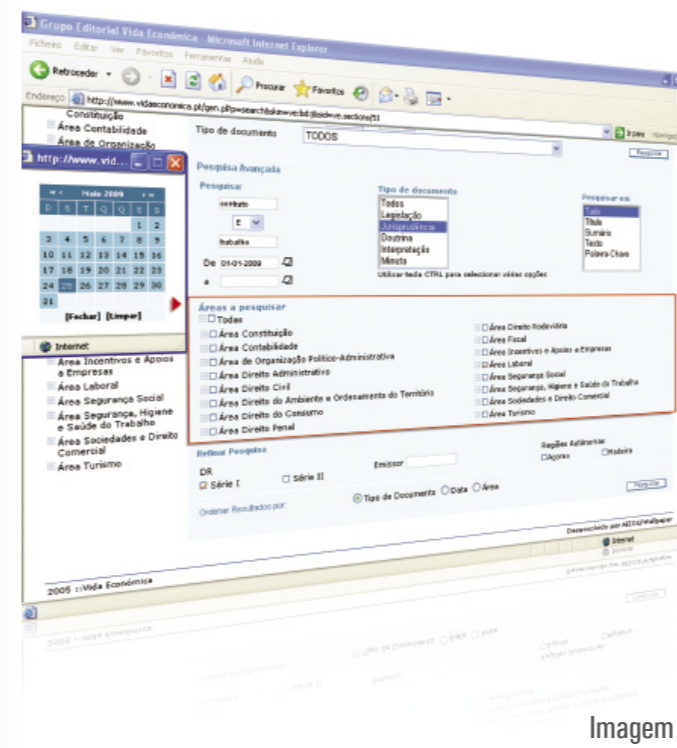 Grupo Editorial Vida Económica - Microsoft Internet Explorer
Ficheiro Editar Ver Favoritos Ferramentas Ajuda
Retroceder Procurar Favoritos
Endereço Ir para
Constituição
Área Contabilidade
Área de Organização
Tipo de documento TODOS
Pesquisar
http://www.vid...
Maio 2009
D S T Q Q S S
1 2
3 4 5 6 7 8 9
10 11 12 13 14 15 16
17 18 19 20 21 22 23
24 25 26 27 28 29 30
31
[Fechar] [Limpar]
Internet
Área Incentivos e Apoios
a Empresas
Área Laboral
Área Segurança Social
Área Segurança, Higiene
e Saúde do Trabalho
Área Sociedades e Direito
Comercial
Área Turismo
Pesquisa Avançada
Pesquisar
contrato
E
trabalho
De 01-01-2009
a
Tipo de documento
Todos
Legislação
Jurisprudência
Doutrina
Interpretação
Minuta
Utilizar tecla CTRL para selecionar várias opções
Pesquisar em
Tudo
Título
Sumário
Texto
Palavra-Chave
Áreas a pesquisar
Todas
Área Constituição
Área Contabilidade
Área de Organização Político-Administrativa
Área Direito Administrativo
Área Direito Civil
Área Direito do Ambiente e Ordenamento do Território
Área Direito do Consumo
Área Direito Penal
Área Direito Rodoviário
Área Fiscal
Área Incentivos e Apoios a Empresas
Área Laboral
Área Segurança Social
Área Segurança, Higiene e Saúde do Trabalho
Área Sociedades e Direito Comercial
Área Turismo
Refinar Pesquisa
DR
Série I Série II
Emissor
Regiões Autónomas
Açores Madeira
Ordenar Resultados por: Tipo de Documento Data Área
Pesquisar
2005 ::Vida Económica
Desenvolvido por
Internet
Imagem